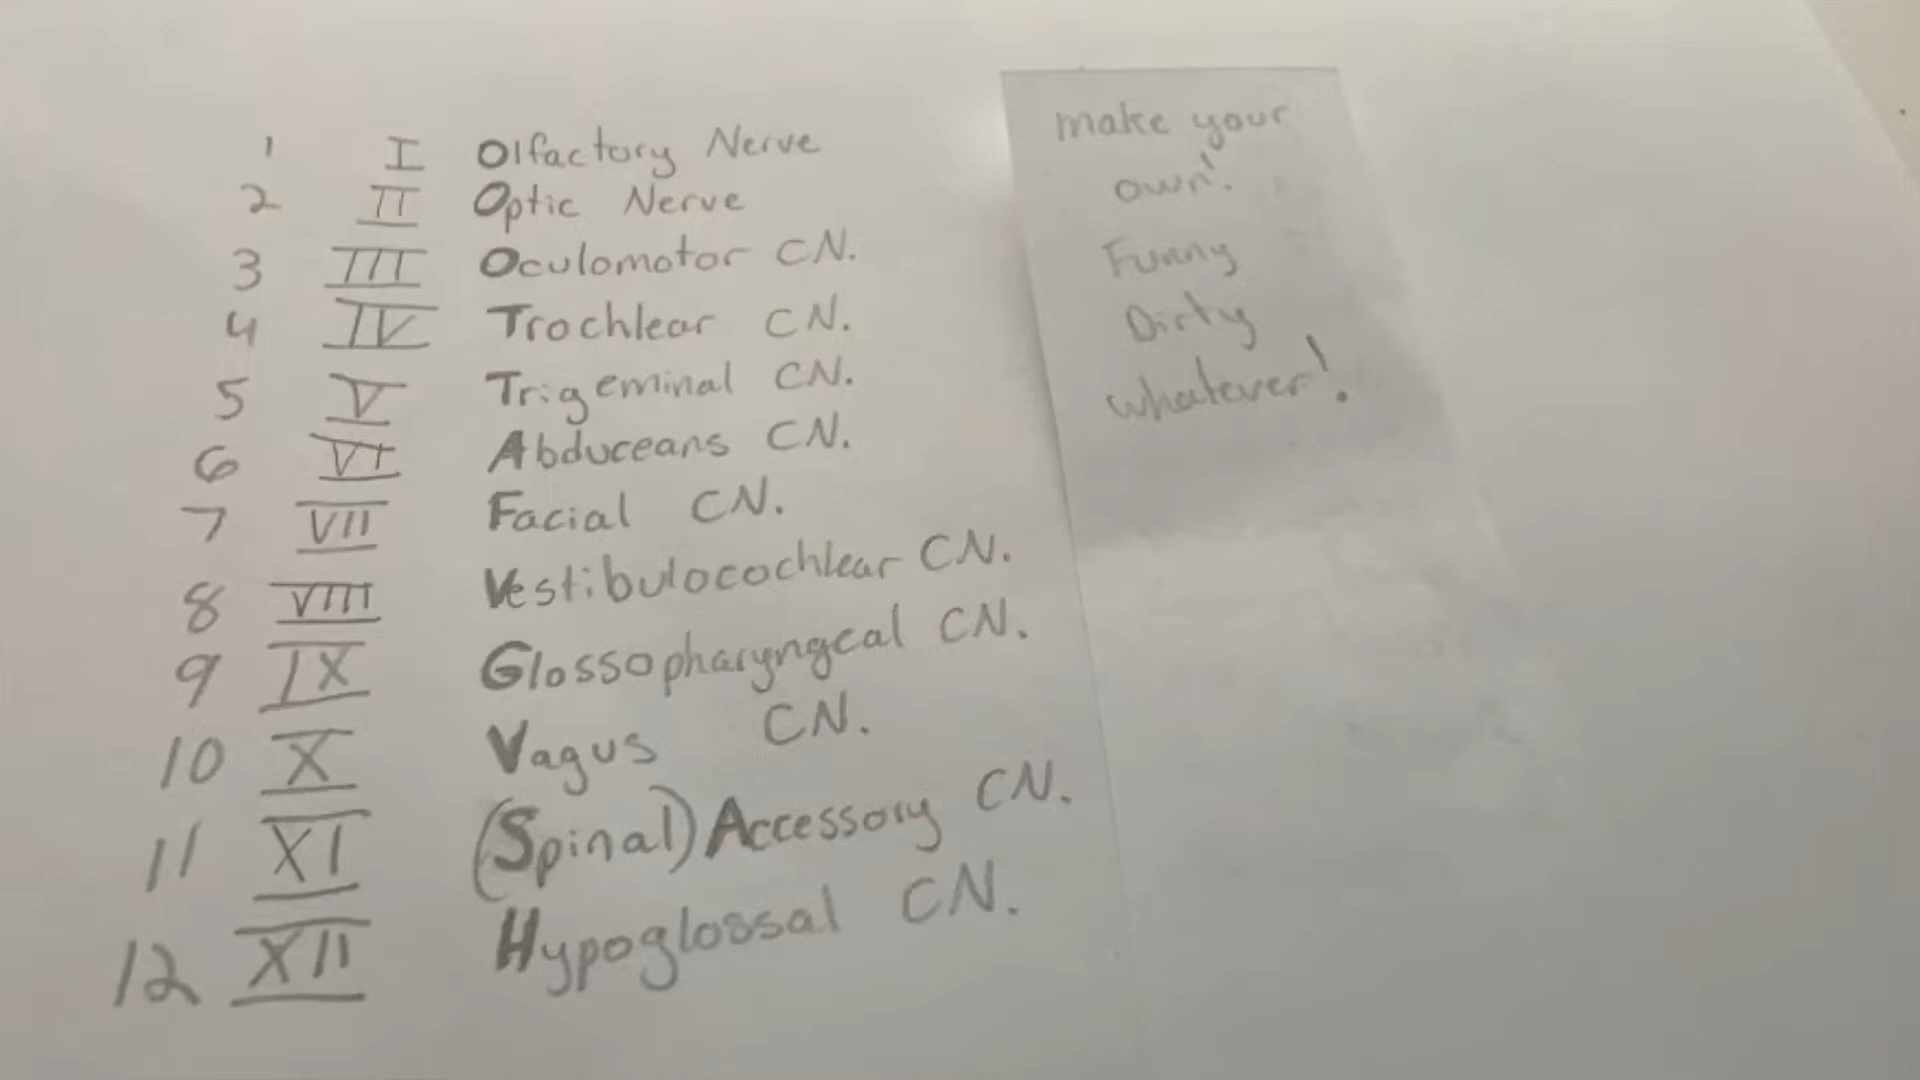 1 I Olfactory Nerve
2 II Optic Nerve
3 III Oculomotor CN.
4 IV Trochlear CN.
5 V Trigeminal CN.
6 VI Abduceans CN.
7 VII Facial CN.
8 VIII Vestibulocochlear CN.
9 IX Glossopharyngeal CN.
10 X Vagus CN.
11 XI (Spinal) Accessory CN.
12 XII Hypoglossal CN.
make your
own!
Funny
Dirty
whatever!